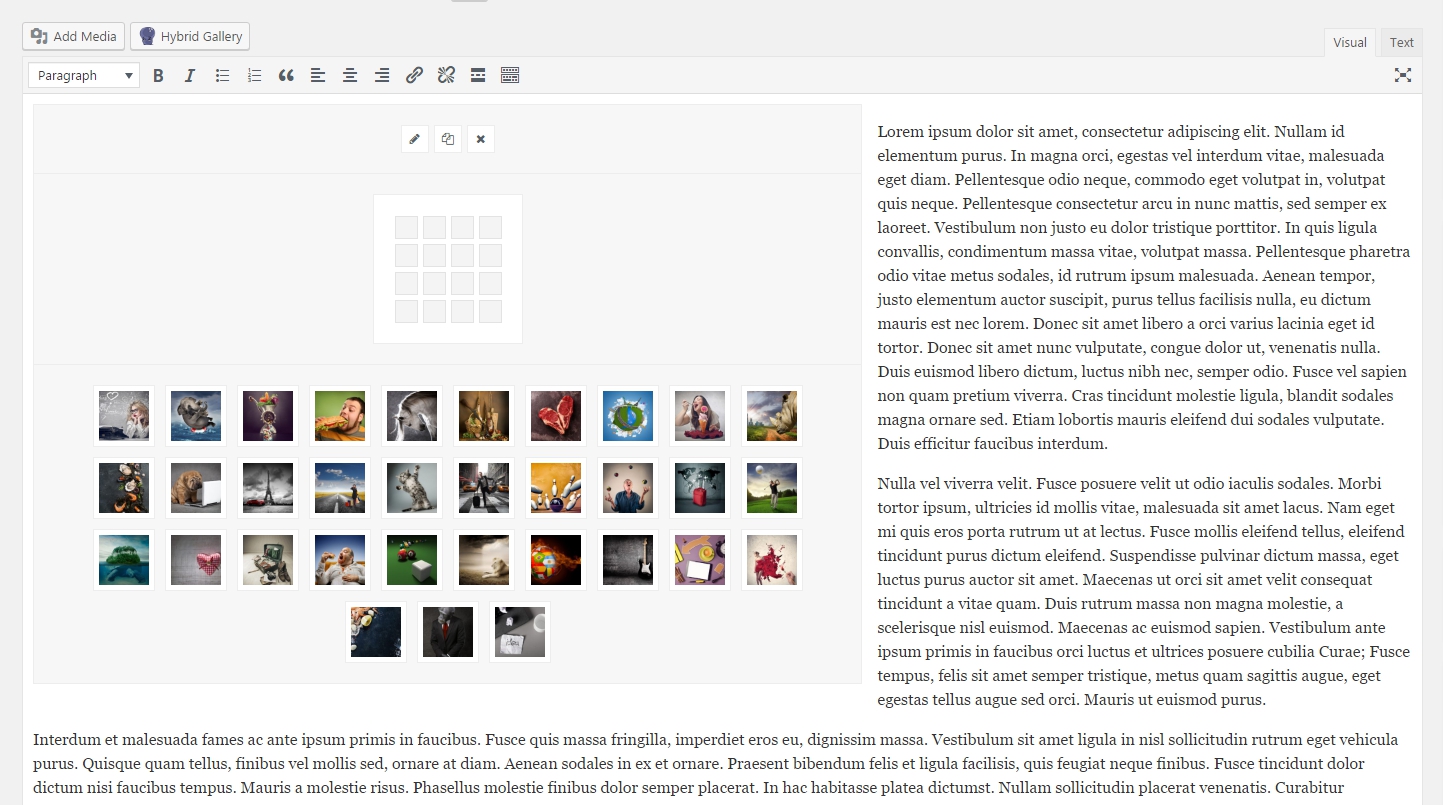 Add Media
Hybrid Gallery
Visual
Text
Paragraph
Lorem ipsum dolor sit amet, consectetur adipiscing elit. Nullam id
elementum purus. In magna orci, egestas vel interdum vitae, malesuada
eget diam. Pellentesque odio neque, commodo eget volutpat in, volutpat
quis neque. Pellentesque consectetur arcu in nunc mattis, sed semper ex
laoreet. Vestibulum non justo eu dolor tristique porttitor. In quis ligula
convallis, condimentum massa vitae, volutpat massa. Pellentesque pharetra
odio vitae metus sodales, id rutrum ipsum malesuada. Aenean tempor,
justo elementum auctor suscipit, purus tellus facilisis nulla, eu dictum
mauris est nec lorem. Donec sit amet libero a orci varius lacinia eget id
tortor. Donec sit amet nunc vulputate, congue dolor ut, venenatis nulla.
Duis euismod libero dictum, luctus nibh nec, semper odio. Fusce vel sapien
non quam pretium viverra. Cras tincidunt molestie ligula, blandit sodales
magna ornare sed. Etiam lobortis mauris eleifend dui sodales vulputate.
Duis efficitur faucibus interdum.
Nulla vel viverra velit. Fusce posuere velit ut odio iaculis sodales. Morbi
tortor ipsum, ultricies id mollis vitae, malesuada sit amet lacus. Nam eget
mi quis eros porta rutrum ut at lectus. Fusce mollis eleifend tellus, eleifend
tincidunt purus dictum eleifend. Suspendisse pulvinar dictum massa, eget
luctus purus auctor sit amet. Maecenas ut orci sit amet velit consequat
tincidunt a vitae quam. Duis rutrum massa non magna molestie, a
scelerisque nisl euismod. Maecenas ac euismod sapien. Vestibulum ante
ipsum primis in faucibus orci luctus et ultrices posuere cubilia Curae; Fusce
tempus, felis sit amet semper tristique, metus quam sagittis augue, eget
egestas tellus augue sed orci. Mauris ut euismod purus.
Interdum et malesuada fames ac ante ipsum primis in faucibus. Fusce quis massa fringilla, imperdiet eros eu, dignissim massa. Vestibulum sit amet ligula in nisl sollicitudin rutrum eget vehicula
purus. Quisque quam tellus, finibus vel mollis sed, ornare at diam. Aenean sodales in ex et ornare. Praesent bibendum felis et ligula facilisis, quis feugiat neque finibus. Fusce tincidunt dolor
dictum nisi faucibus tempus. Mauris a molestie risus. Phasellus molestie finibus dolor semper placerat. In hac habitasse platea dictumst. Nullam sollicitudin placerat venenatis. Curabitur